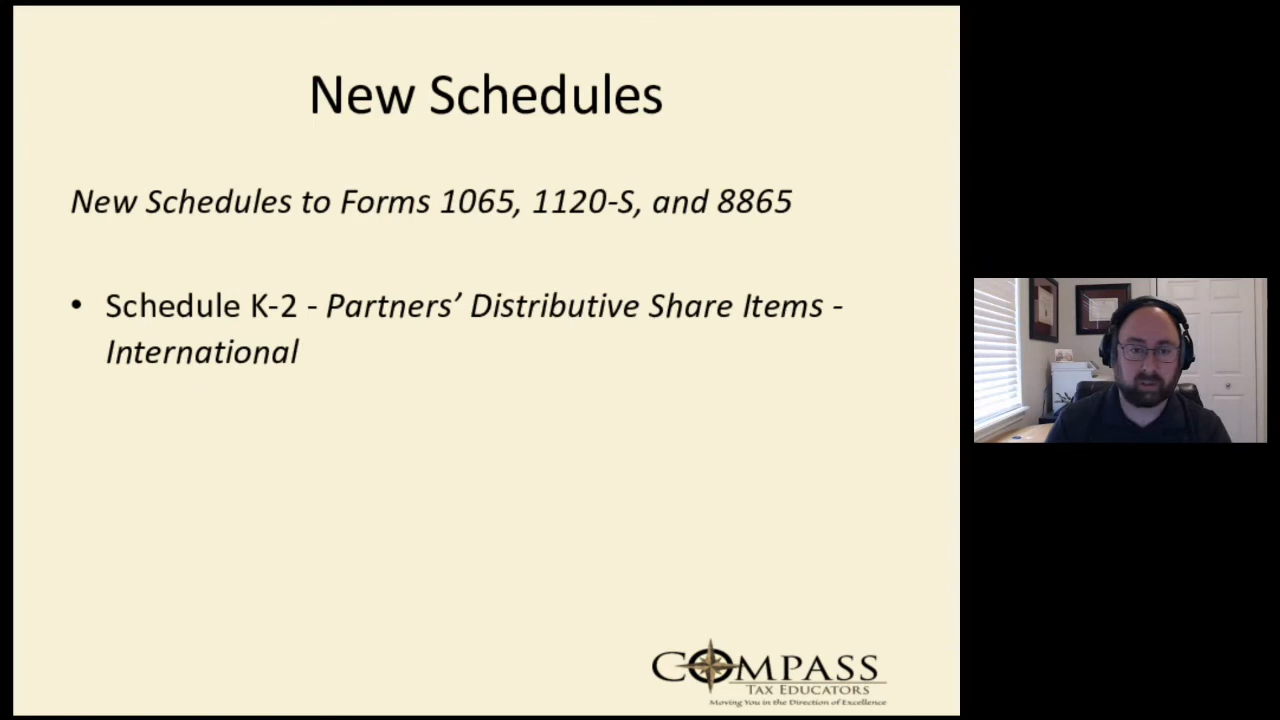 New Schedules
New Schedules to Forms 1065, 1120-S, and 8865
• Schedule K-2 - Partners’ Distributive Share Items -
International
COMPASS
TAX EDUCATORS
Moving You in the Direction of Excellence